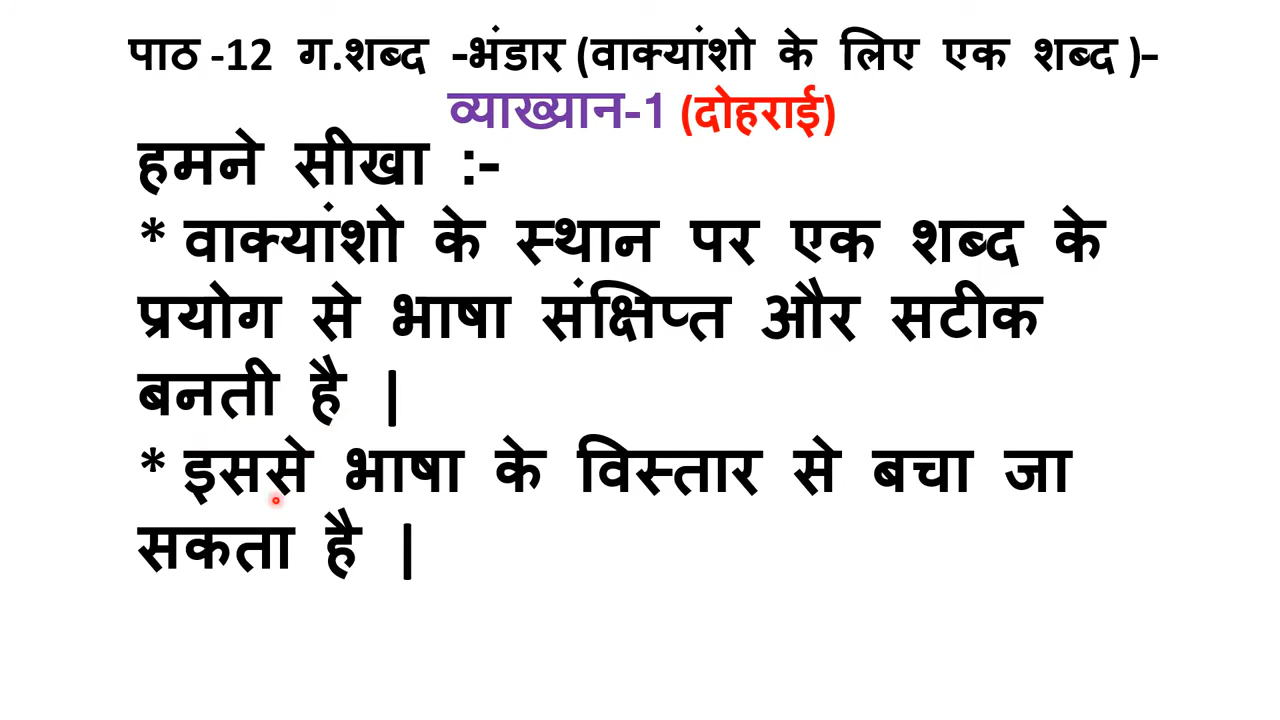 पाठ -12 ग.शब्द -भंडार (वाक्यांशो के लिए एक शब्द )-
व्याख्यान-1 (दोहराई)
हमने सीखा :-
* वाक्यांशो के स्थान पर एक शब्द के
प्रयोग से भाषा संक्षिप्त और सटीक
बनती है |
* इससे भाषा के विस्तार से बचा जा
सकता है |